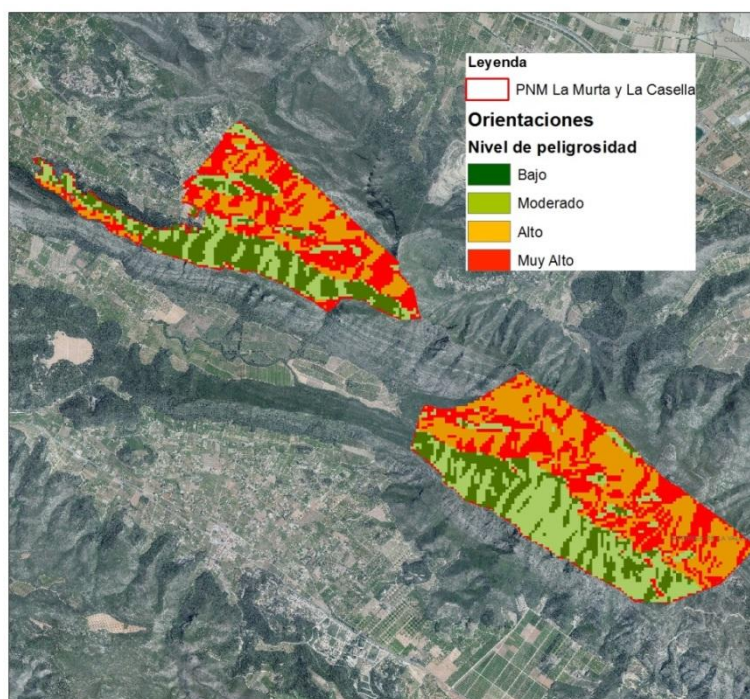 Leyenda
PNM La Murta y La Casella
Orientaciones
Nivel de peligrosidad
Bajo
Moderado
Alto
Muy Alto